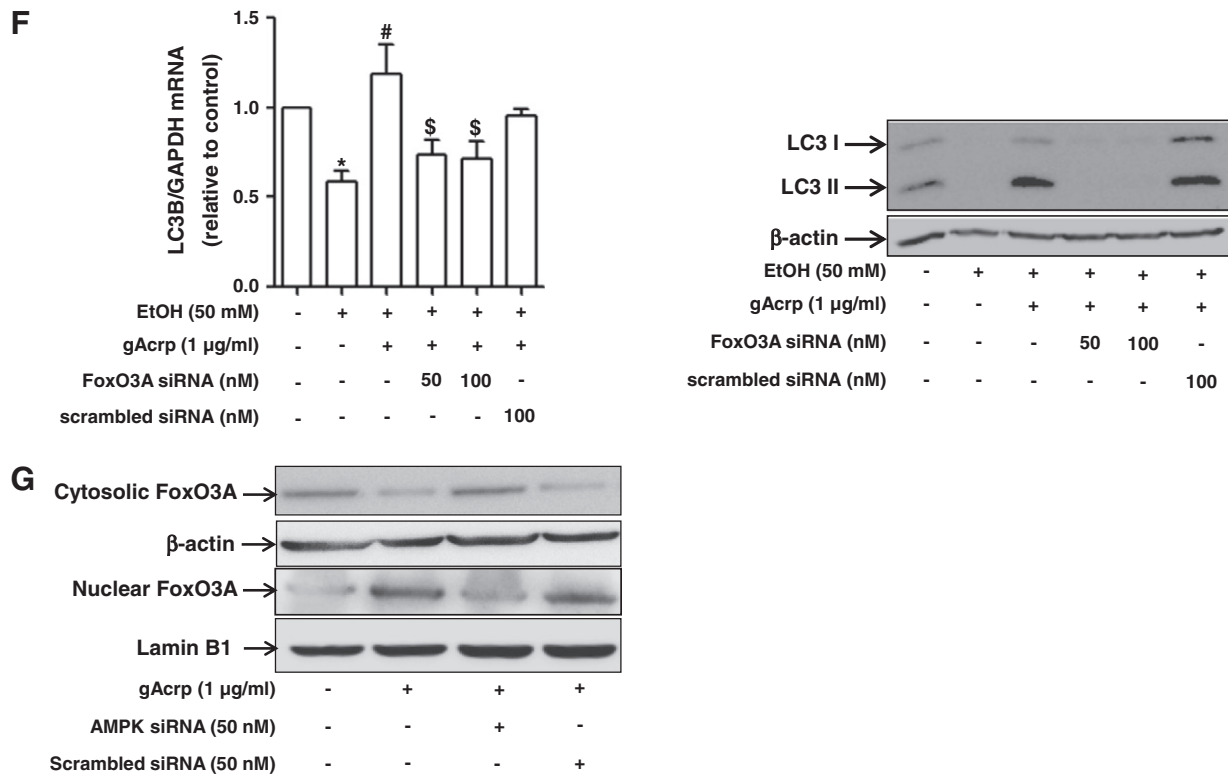 F
LC3B/GAPDH mRNA
(relative to control)
1.5
1.0
0.5
0.0
*
#
$
$
EtOH (50 mM) - + + + + +
gAcrp (1 µg/ml) - - + + + +
FoxO3A siRNA (nM) - - - 50 100 -
scrambled siRNA (nM) - - - - - 100
LC3 I
LC3 II
β-actin
EtOH (50 mM) - + + + + +
gAcrp (1 µg/ml) - - + + + +
FoxO3A siRNA (nM) - - - 50 100 -
scrambled siRNA (nM) - - - - - 100
G
Cytosolic FoxO3A
β-actin
Nuclear FoxO3A
Lamin B1
gAcrp (1 µg/ml) - + + +
AMPK siRNA (50 nM) - - + -
Scrambled siRNA (50 nM) - - - +